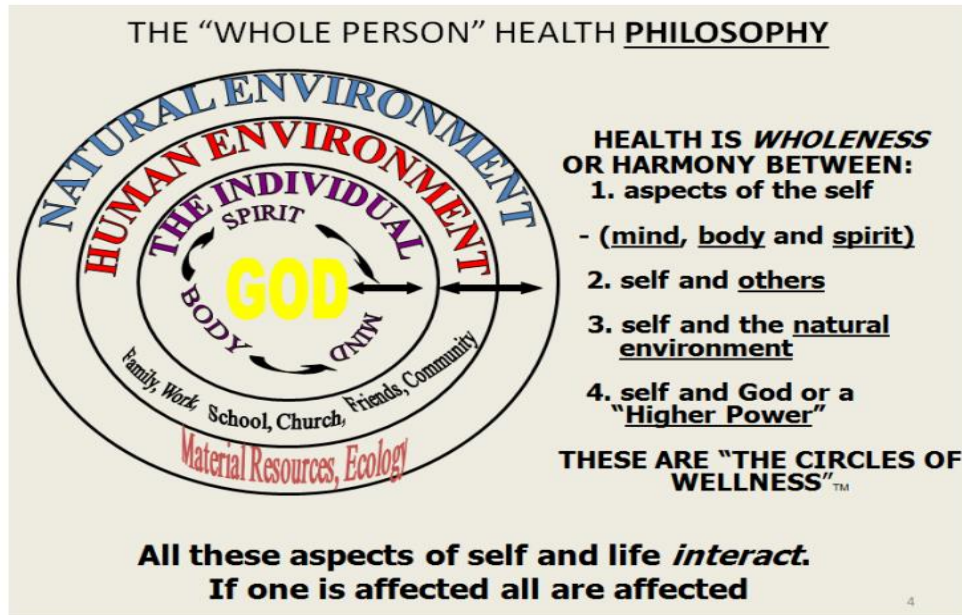 THE “WHOLE PERSON” HEALTH PHILOSOPHY
NATURAL ENVIRONMENT
HUMAN ENVIRONMENT
THE INDIVIDUAL
SPIRIT
GOD
BODY
MIND
Family, Work, School, Church, Friends, Community
Material Resources, Ecology
HEALTH IS WHOLENESS
OR HARMONY BETWEEN:
1. aspects of the self
- (mind, body and spirit)
2. self and others
3. self and the natural
environment
4. self and God or a
“Higher Power”
THESE ARE “THE CIRCLES OF
WELLNESS”TM
All these aspects of self and life interact.
If one is affected all are affected
4